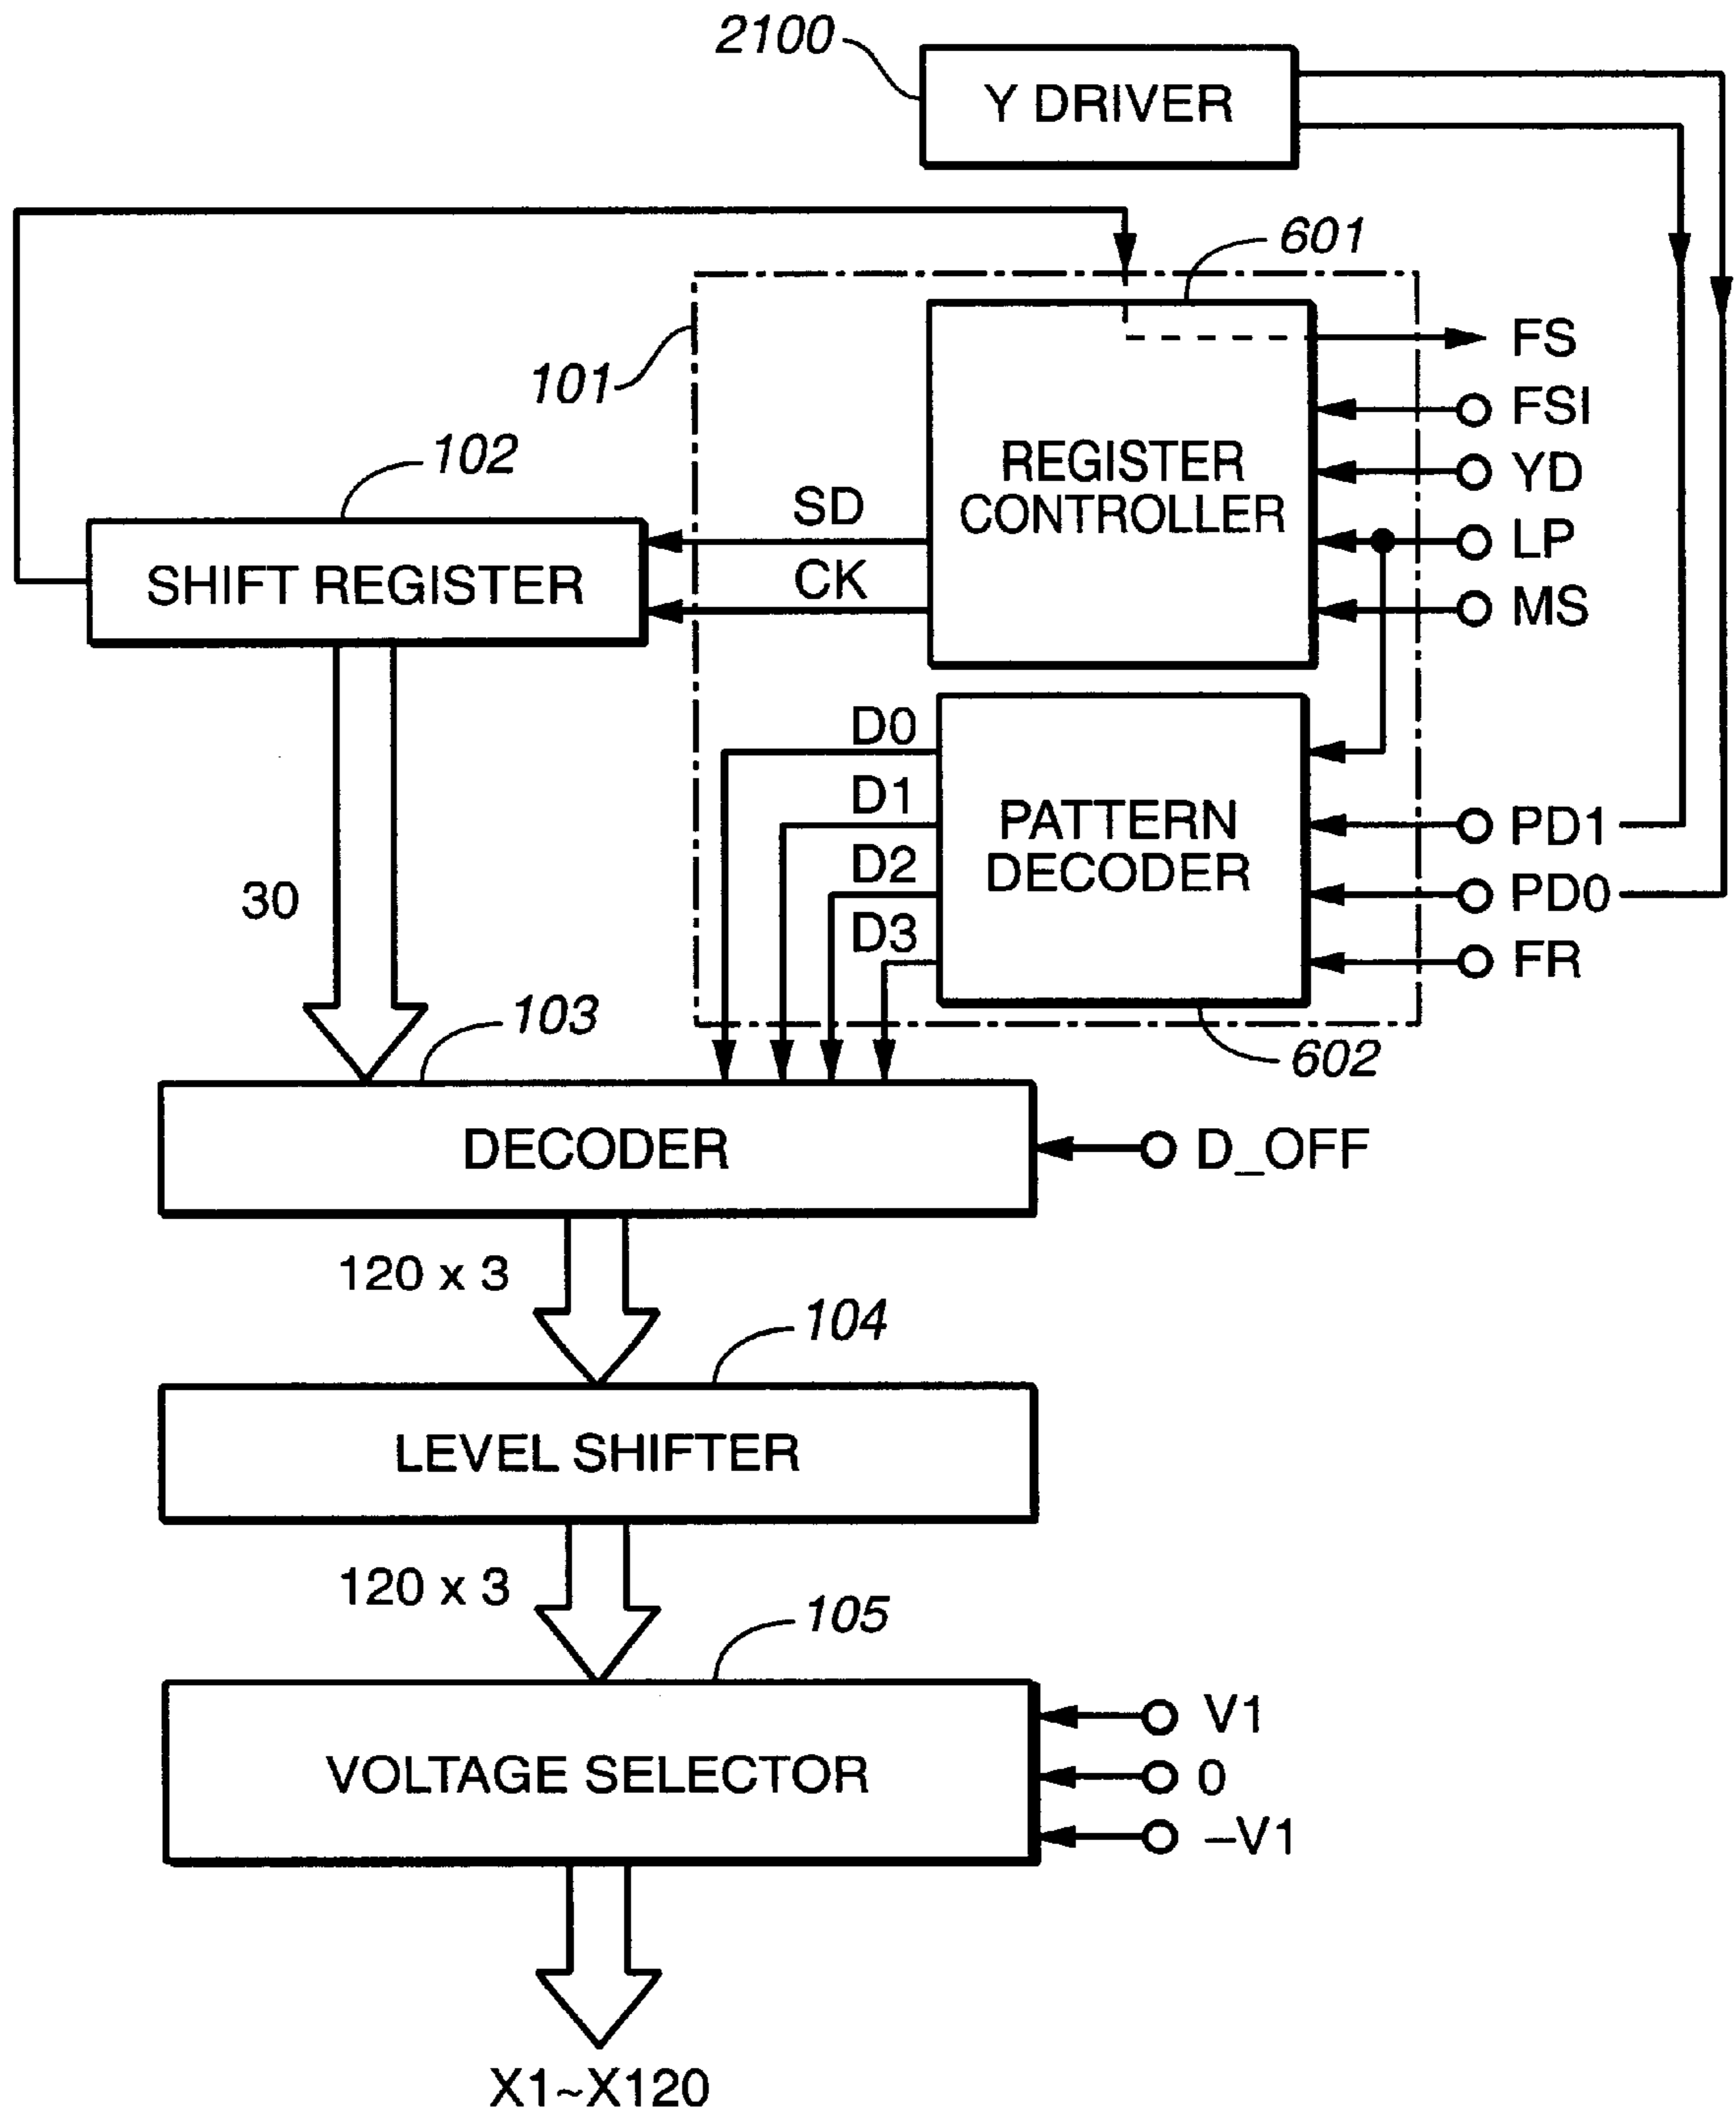 2100
Y DRIVER
601
FS
101
FSI
102
REGISTER
CONTROLLER
YD
SD
LP
CK
SHIFT REGISTER
MS
D0
D1
PATTERN
DECODER
PD1
D2
PD0
30
D3
FR
103
602
DECODER
D_OFF
120 x 3
104
LEVEL SHIFTER
120 x 3
105
V1
VOLTAGE SELECTOR
0
–V1
X1~X120